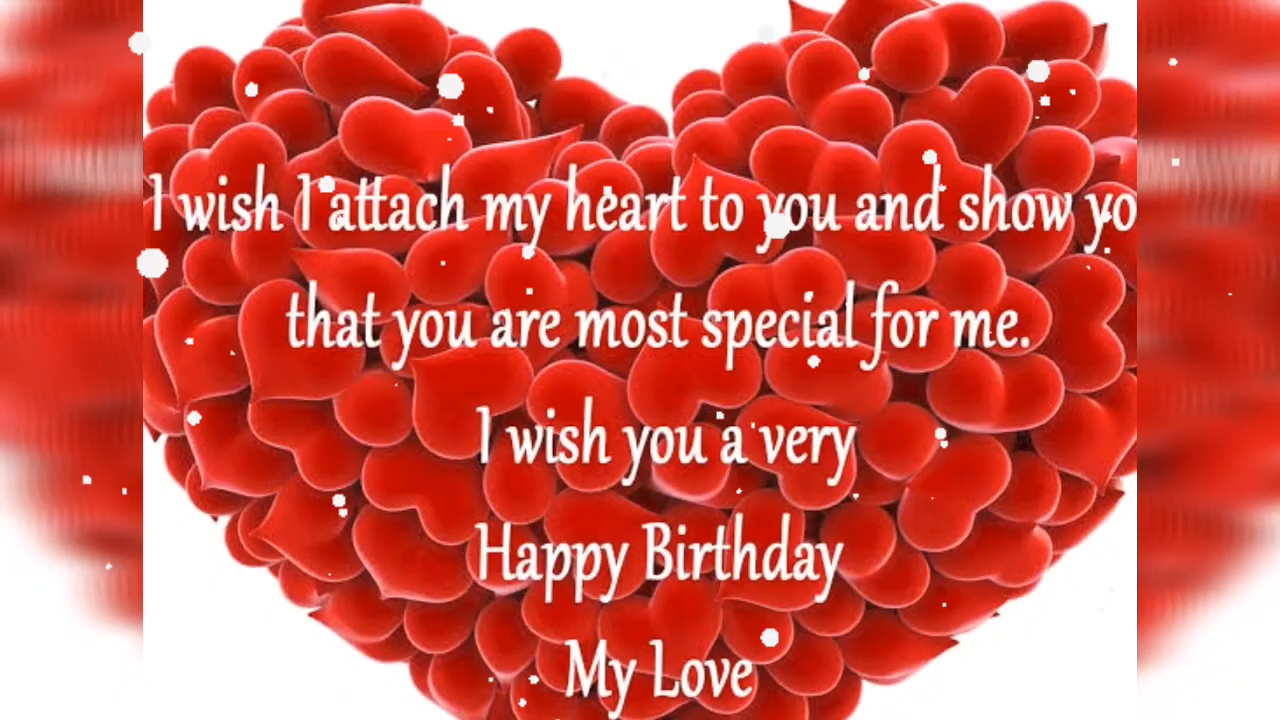 I wish I attach my heart to you and show yo
that you are most special for me.
I wish you a very
Happy Birthday
My Love